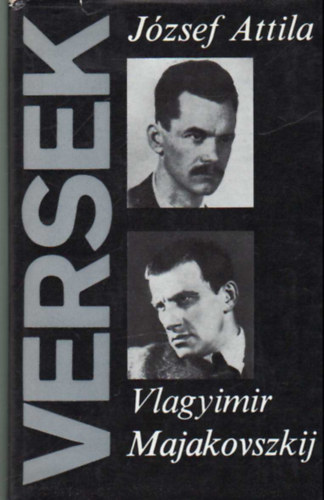 VERSEK
József Attila
Vlagyimir
Majakovszkij